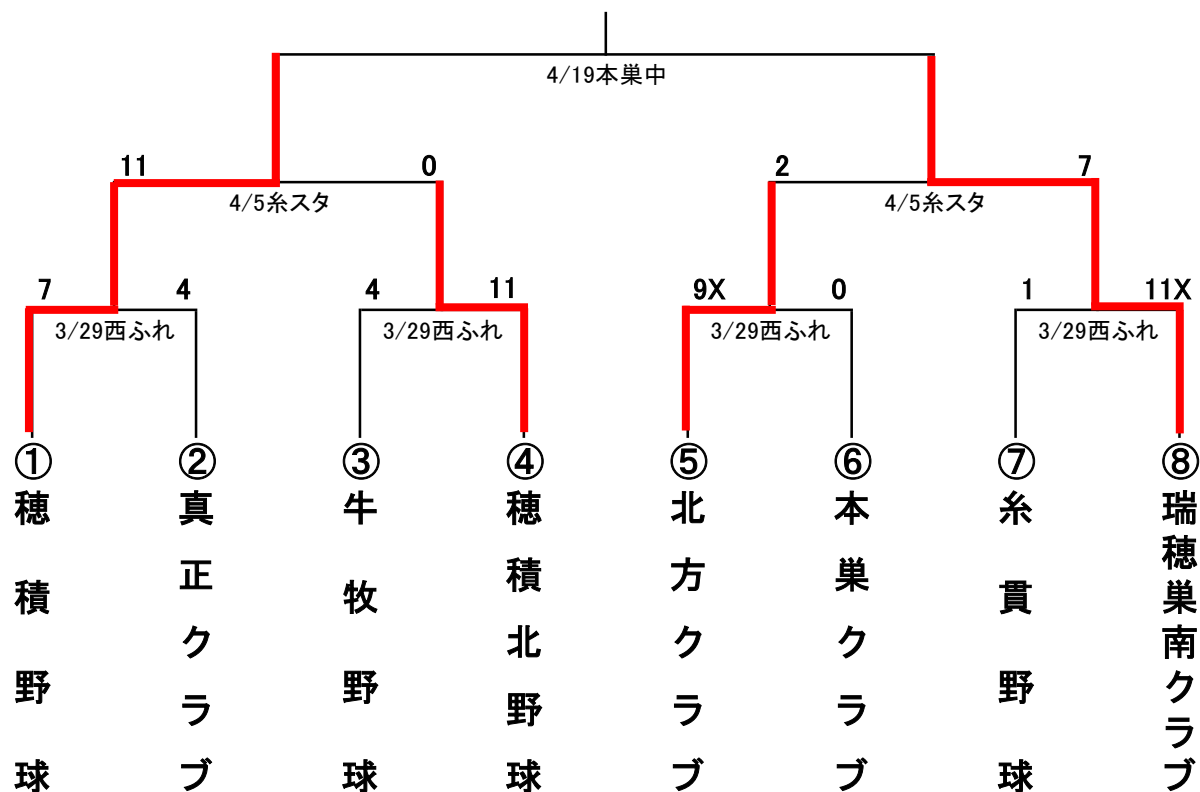 4/19本巣中
11
0
2
7
4/5糸スタ
4/5糸スタ
7
4
4
11
9X
0
1
11X
3/29西ふれ
3/29西ふれ
3/29西ふれ
3/29西ふれ
①
②
③
④
⑤
⑥
⑦
⑧
穂積野球
真正クラブ
牛牧野球
穂積北野球
北方クラブ
本巣クラブ
糸貫野球
瑞穂巣南クラブ